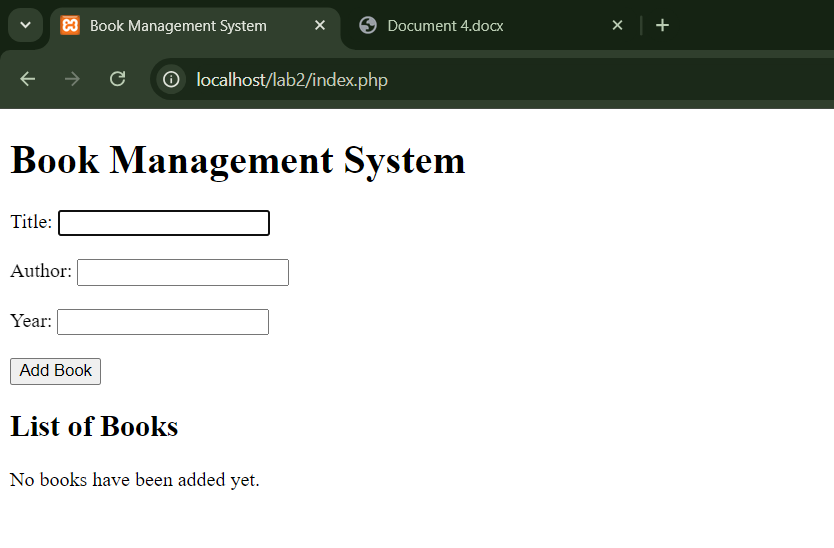 Book Management System
Document 4.docx
localhost/lab2/index.php
Book Management System
Title:
Author:
Year:
Add Book
List of Books
No books have been added yet.